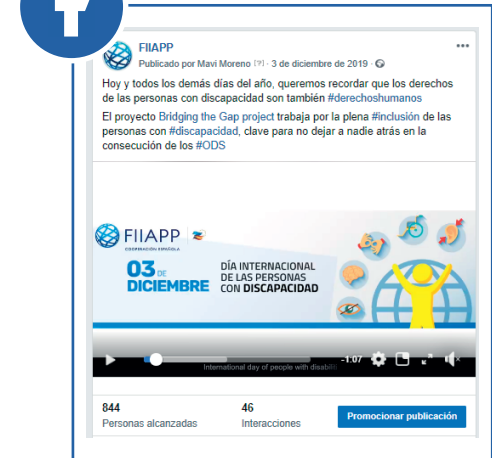 FIIAPP
Publicado por Mavi Moreno [?] · 3 de diciembre de 2019 ·
Hoy y todos los demás días del año, queremos recordar que los derechos
de las personas con discapacidad son también #derechoshumanos
El proyecto Bridging the Gap project trabaja por la plena #inclusión de las
personas con #discapacidad, clave para no dejar a nadie atrás en la
consecución de los #ODS
FIIAPP
COOPERACIÓN ESPAÑOLA
03 DE
DICIEMBRE
DÍA INTERNACIONAL
DE LAS PERSONAS
CON DISCAPACIDAD
-1:07
International day of people with disabili
844
Personas alcanzadas
46
Interacciones
Promocionar publicación